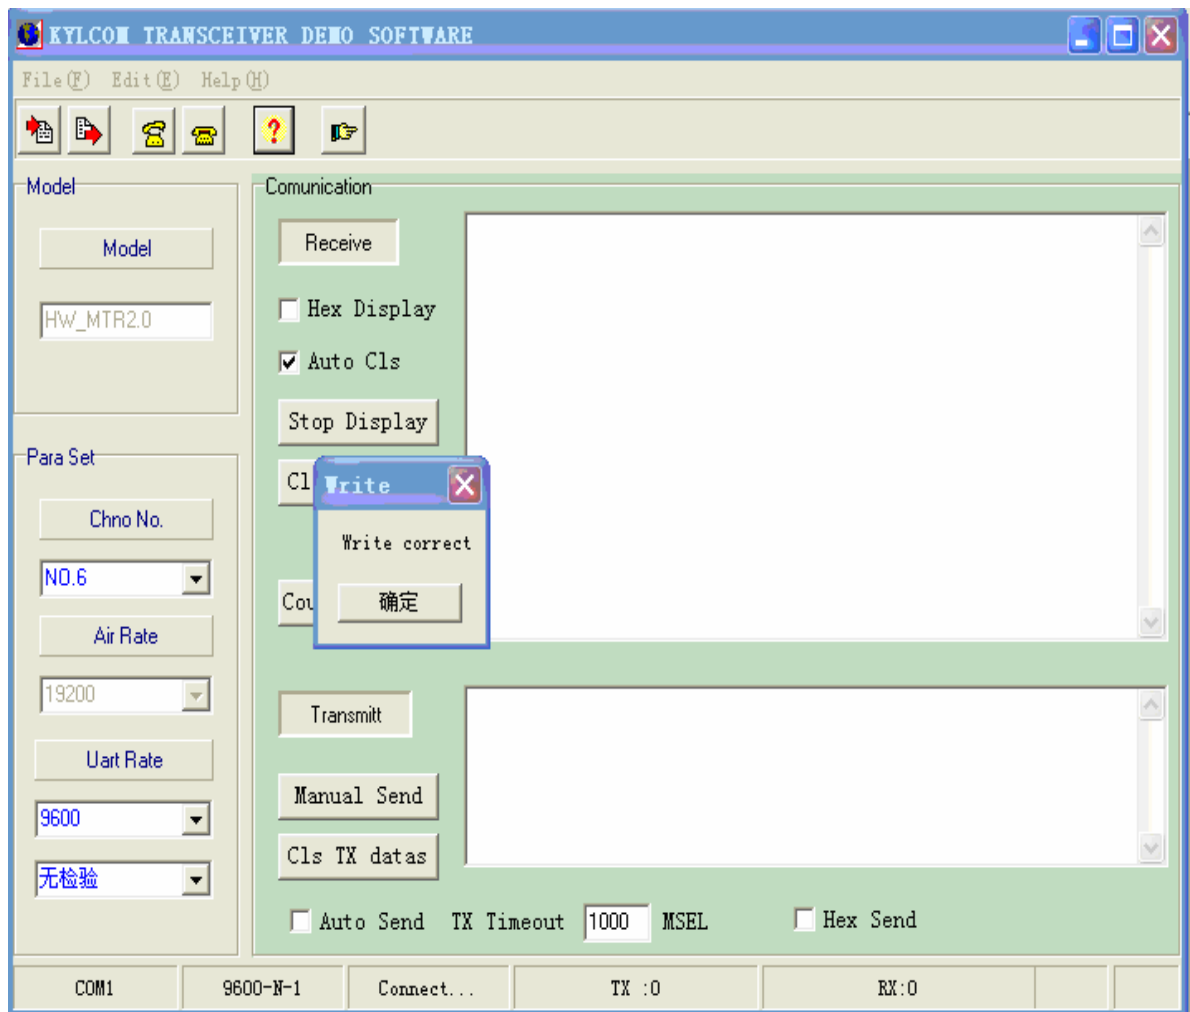 KYLCOM TRANSCEIVER DEMO SOFTWARE
File(F) Edit(E) Help(H)
Model
Model
HW_MTR2.0
Para Set
Chno No.
NO.6
Air Rate
19200
Uart Rate
9600
无检验
Comunication
Receive
Hex Display
Auto Cls
Stop Display
Cl
Cou
Write
Write correct
确定
Transmitt
Manual Send
Cls TX datas
Auto Send TX Timeout 1000 MSEL Hex Send
COM1 9600-N-1 Connect... TX :0 RX:0